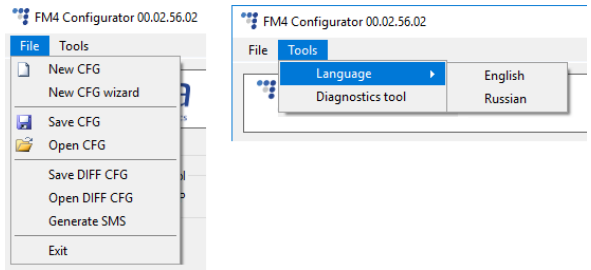 FM4 Configurator 00.02.56.02
File Tools
New CFG
New CFG wizard
Save CFG
Open CFG
Save DIFF CFG
Open DIFF CFG
Generate SMS
Exit
FM4 Configurator 00.02.56.02
File Tools
Language
Diagnostics tool
English
Russian